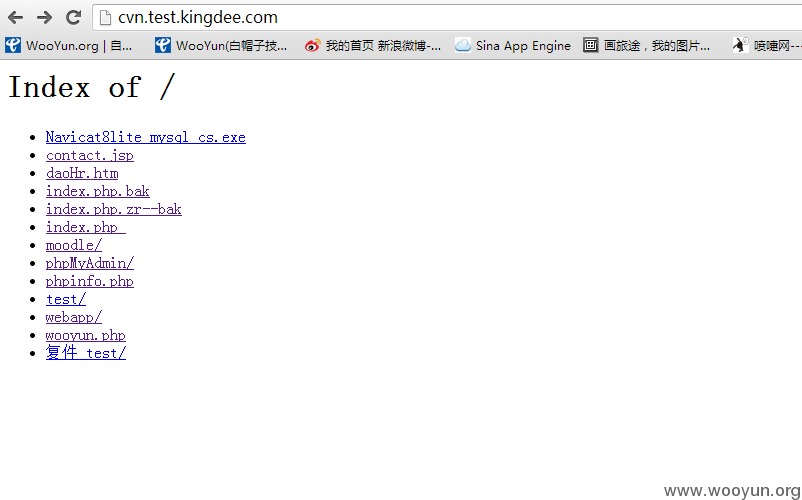 cvn.test.kingdee.com
WooYun.org | 自... WooYun(白帽子技... 我的首页 新浪微博-... Sina App Engine 画旅途，我的图片... 喷嚏网---
Index of /
Navicat8lite_mysql_cs.exe
contact.jsp
daoHr.htm
index.php.bak
index.php.zr--bak
index.php_
moodle/
phpMyAdmin/
phpinfo.php
test/
webapp/
wooyun.php
复件 test/
www.wooyun.org